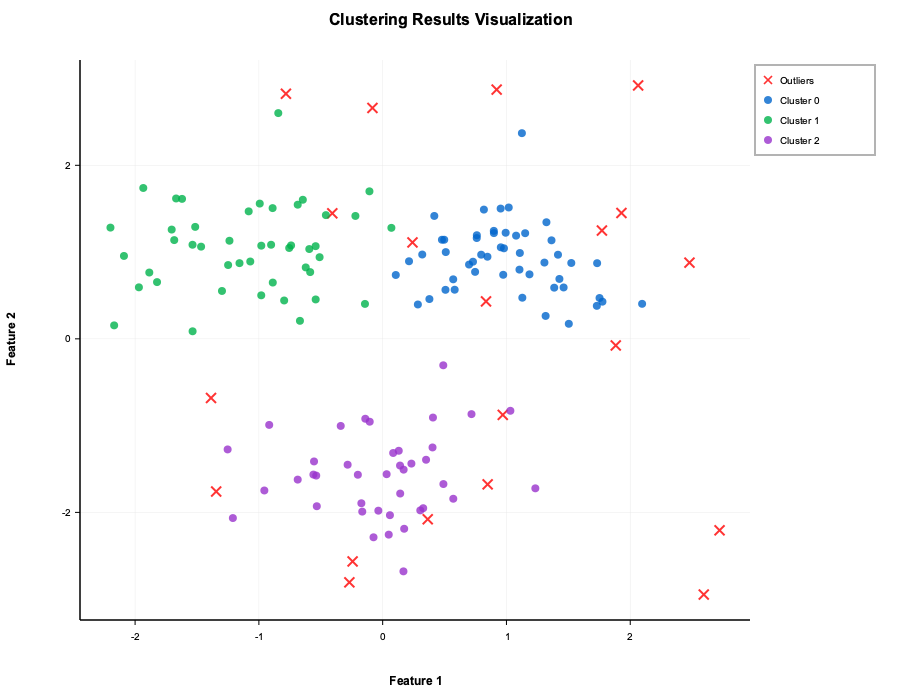 Clustering Results Visualization
Outliers
Cluster 0
Cluster 1
Cluster 2
2
0
-2
-2
-1
0
1
2
Feature 2
Feature 1